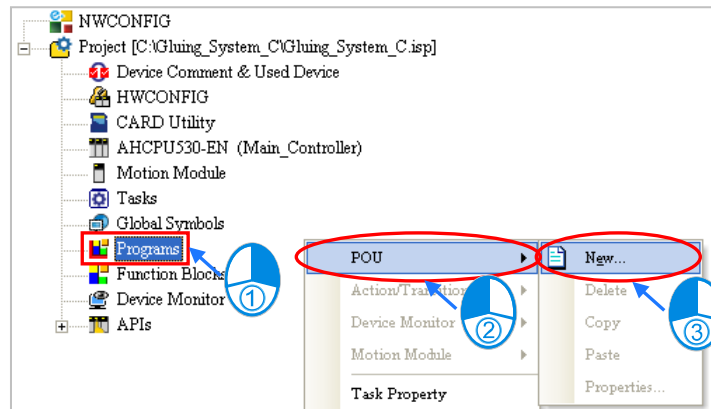 NWCONFIG
Project [C:\Gluing_System_C\Gluing_System_C.isp]
Device Comment & Used Device
HWCONFIG
CARD Utility
AHCPU530-EN (Main_Controller)
Motion Module
Tasks
Global Symbols
Programs
Function Blocks
Device Monitor
APIs
POU
Action/Transition
Device Monitor
Motion Module
Task Property
New...
Delete
Copy
Paste
Properties...
1
2
3